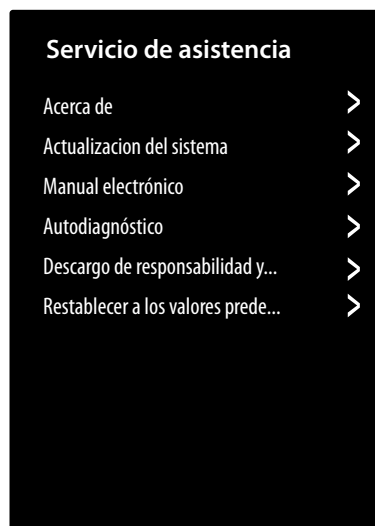 Servicio de asistencia
Acerca de
Actualizacion del sistema
Manual electrónico
Autodiagnóstico
Descargo de responsabilidad y...
Restablecer a los valores prede...